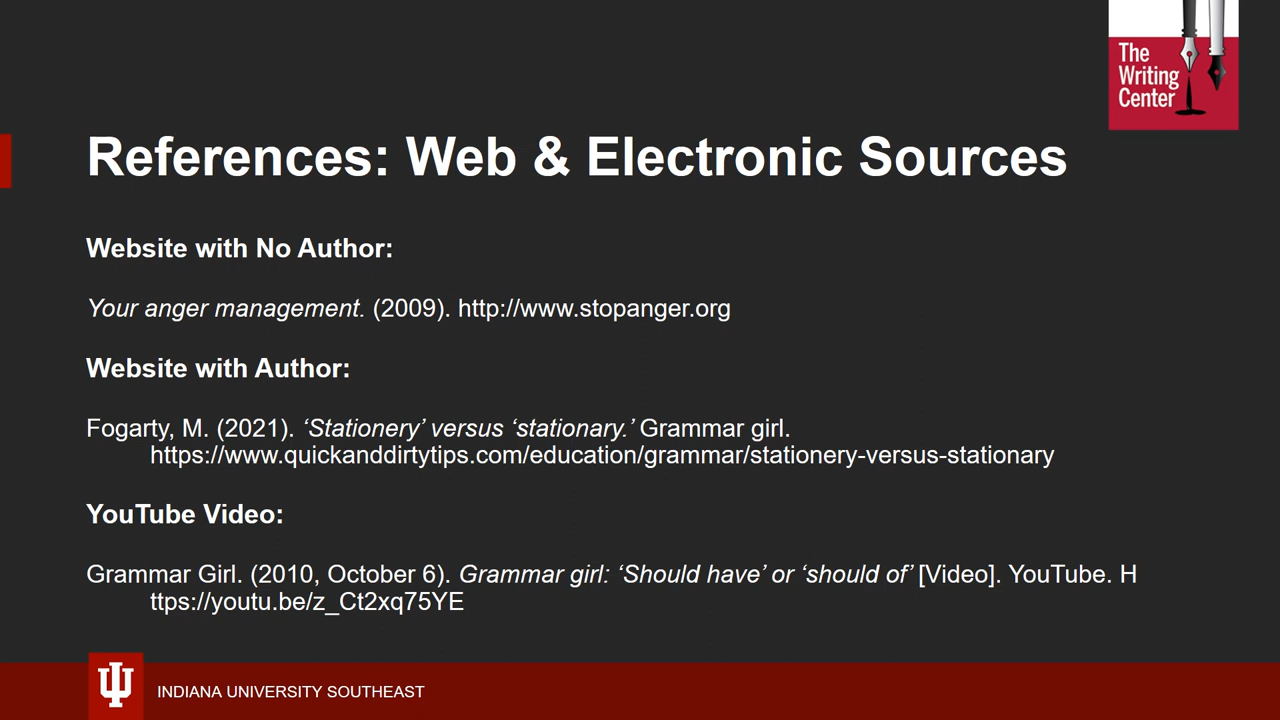 The
Writing
Center
References: Web & Electronic Sources
Website with No Author:
Your anger management. (2009). http://www.stopanger.org
Website with Author:
Fogarty, M. (2021). ‘Stationery’ versus ‘stationary.’ Grammar girl.
https://www.quickanddirtytips.com/education/grammar/stationery-versus-stationary
YouTube Video:
Grammar Girl. (2010, October 6). Grammar girl: ‘Should have’ or ‘should of’ [Video]. YouTube. H
ttps://youtu.be/z_Ct2xq75YE
INDIANA UNIVERSITY SOUTHEAST